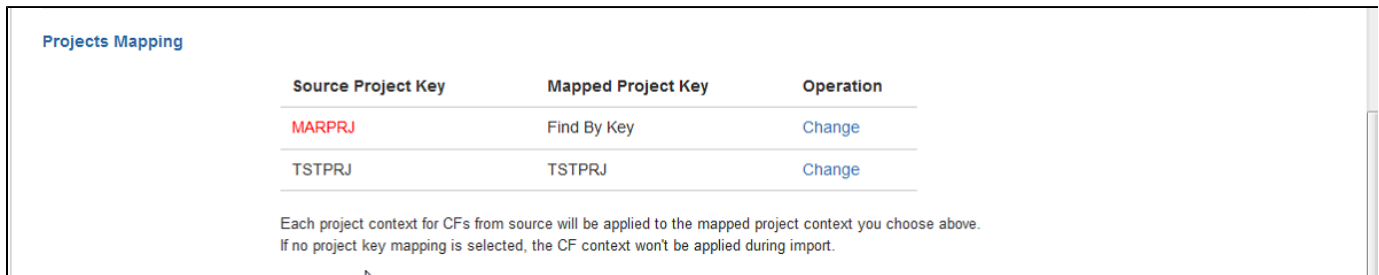 Projects Mapping
Source Project Key Mapped Project Key Operation
MARPRJ Find By Key Change
TSTPRJ TSTPRJ Change
Each project context for CFs from source will be applied to the mapped project context you choose above.
If no project key mapping is selected, the CF context won't be applied during import.